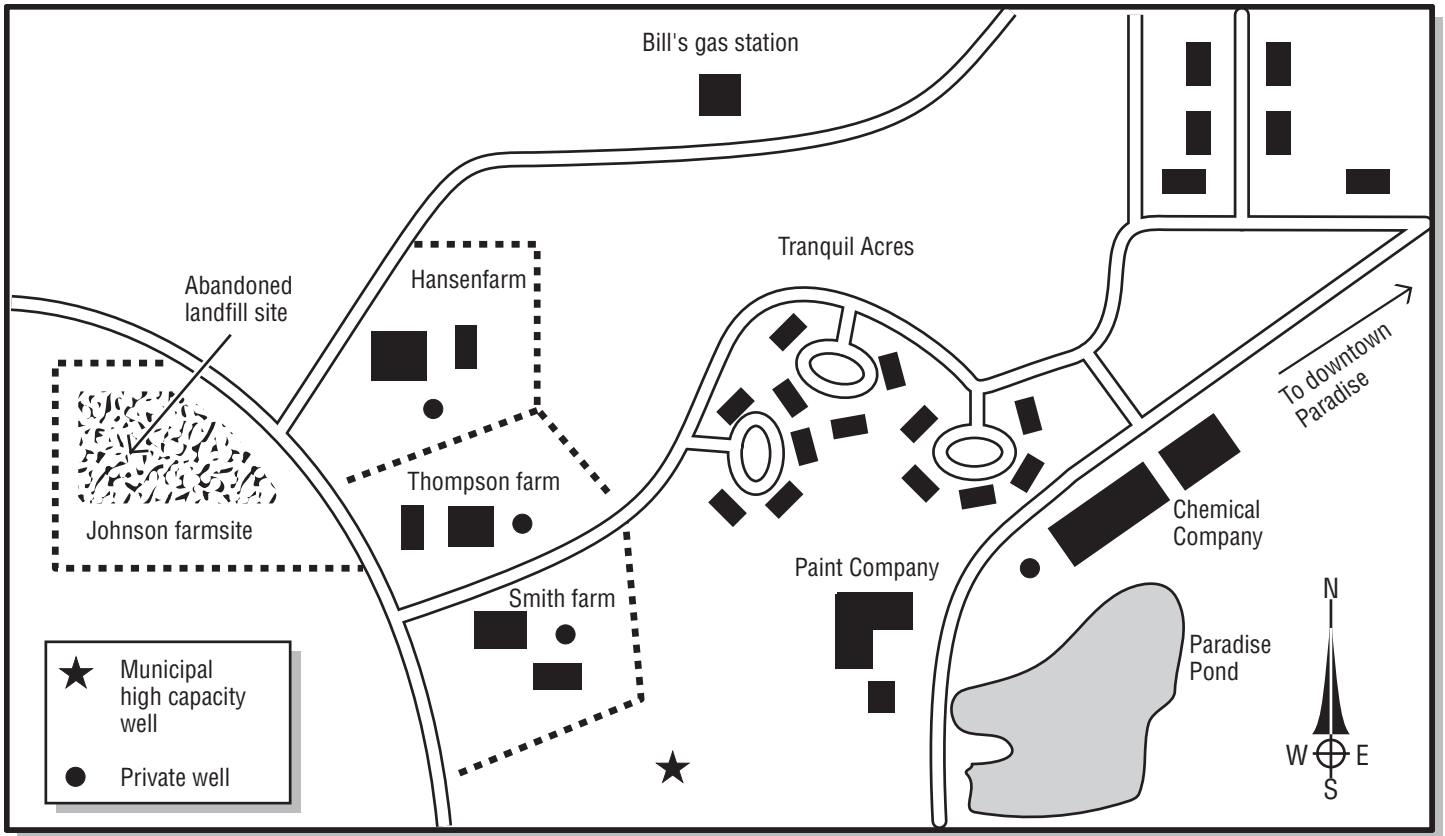 Bill's gas station
Tranquil Acres
Abandoned
landfill site
Hansenfarm
To downtown
Paradise
Thompson farm
Johnson farmsite
Chemical
Company
Paint Company
Smith farm
Paradise
Pond
Municipal
high capacity
well
Private well
N
W
E
S